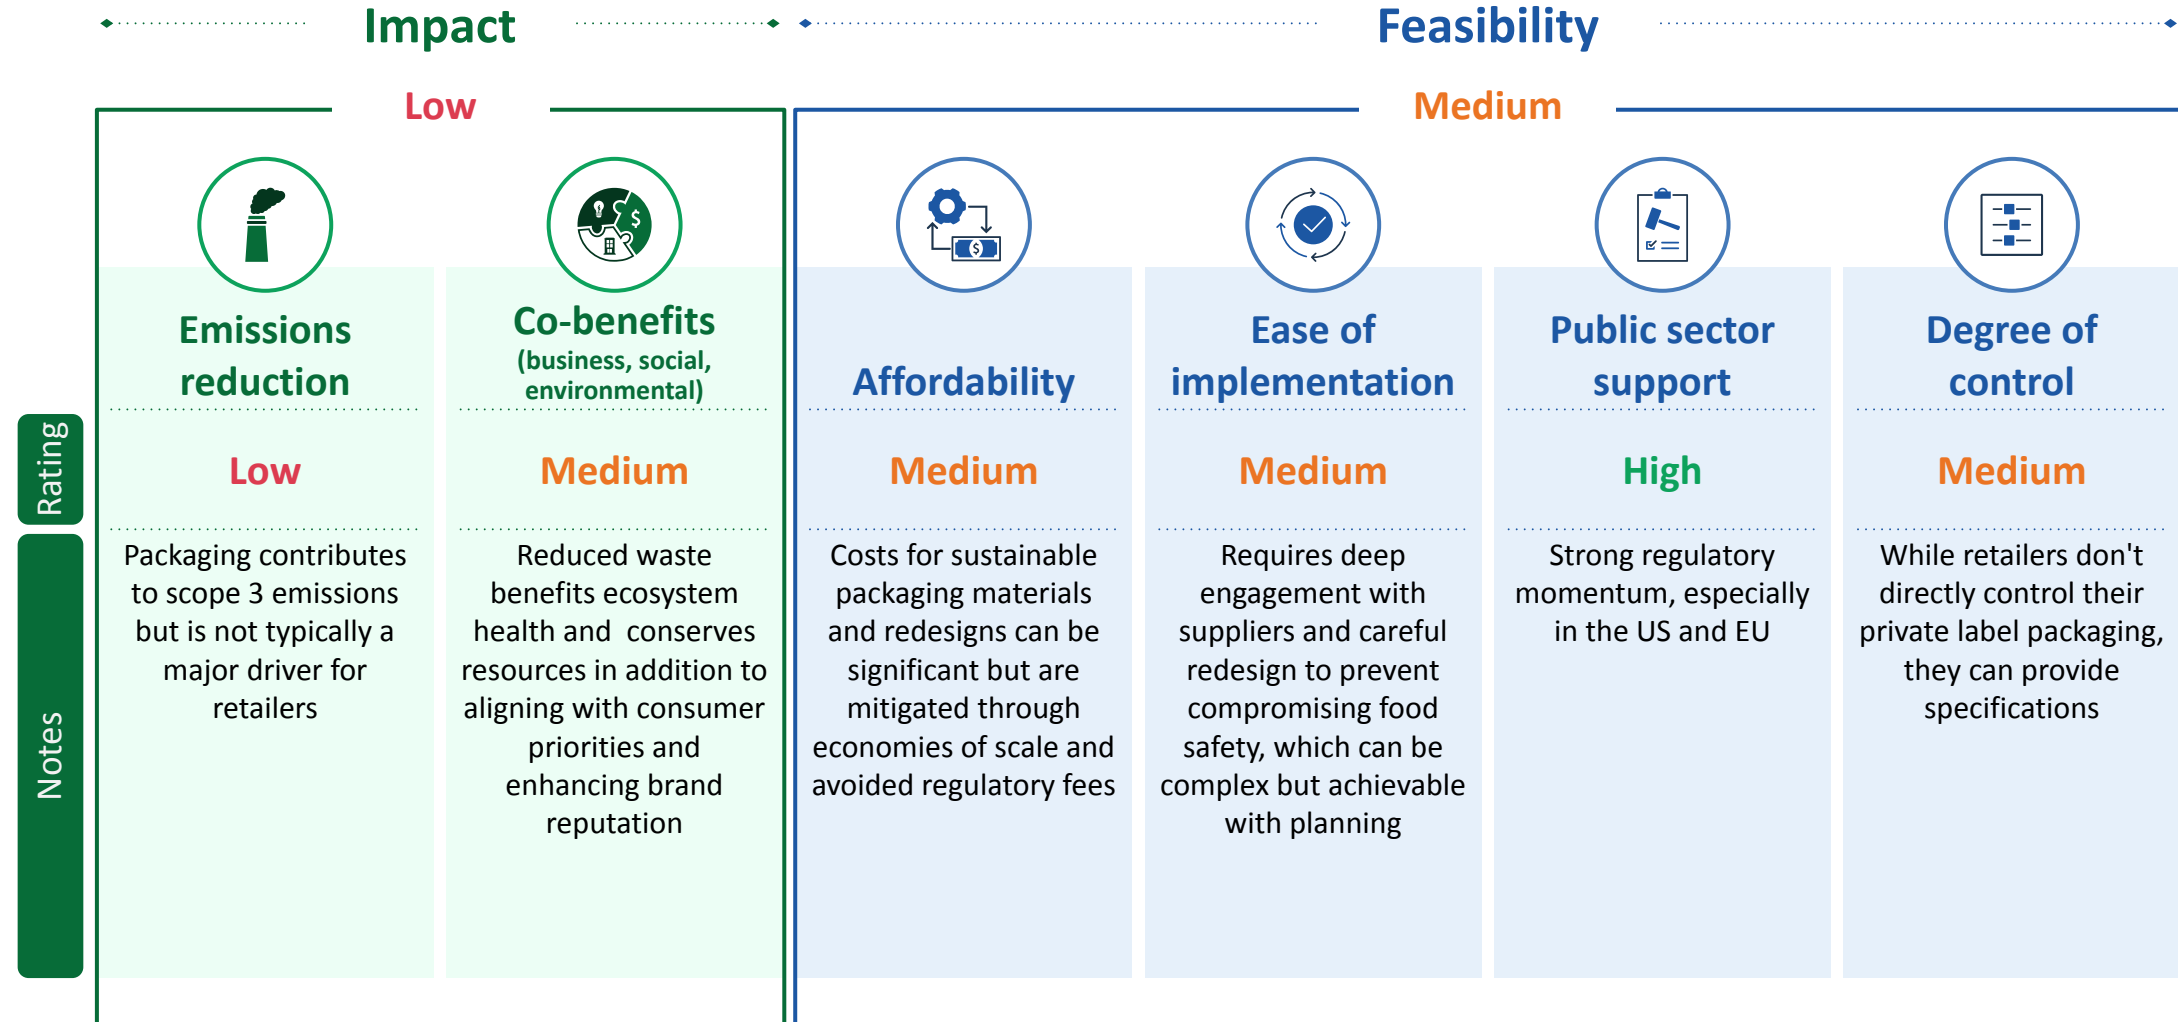 Impact
Feasibility
Low
Medium
Emissions
reduction
Co-benefits
(business, social,
environmental)
Affordability
Ease of
implementation
Public sector
support
Degree of
control
Rating
Low
Medium
Medium
Medium
High
Medium
Notes
Packaging contributes
to scope 3 emissions
but is not typically a
major driver for
retailers
Reduced waste
benefits ecosystem
health and  conserves
resources in addition to
aligning with consumer
priorities and
enhancing brand
reputation
Costs for sustainable
packaging materials
and redesigns can be
significant but are
mitigated through
economies of scale and
avoided regulatory fees
Requires deep
engagement with
suppliers and careful
redesign to prevent
compromising food
safety, which can be
complex but achievable
with planning
Strong regulatory
momentum, especially
in the US and EU
While retailers don't
directly control their
private label packaging,
they can provide
specifications